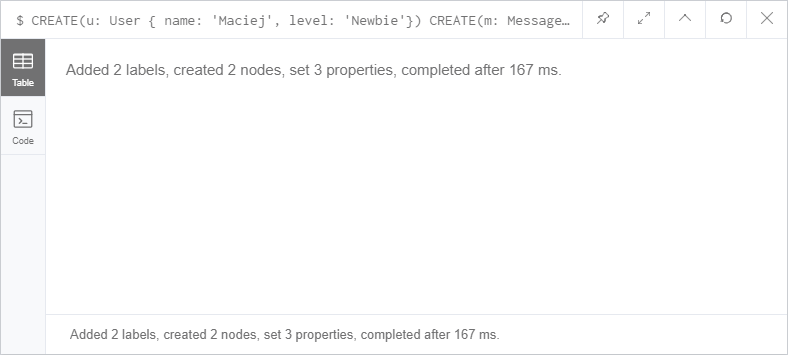 $ CREATE(u: User { name: 'Maciej', level: 'Newbie'}) CREATE(m: Message…
Table
Added 2 labels, created 2 nodes, set 3 properties, completed after 167 ms.
Code
Added 2 labels, created 2 nodes, set 3 properties, completed after 167 ms.